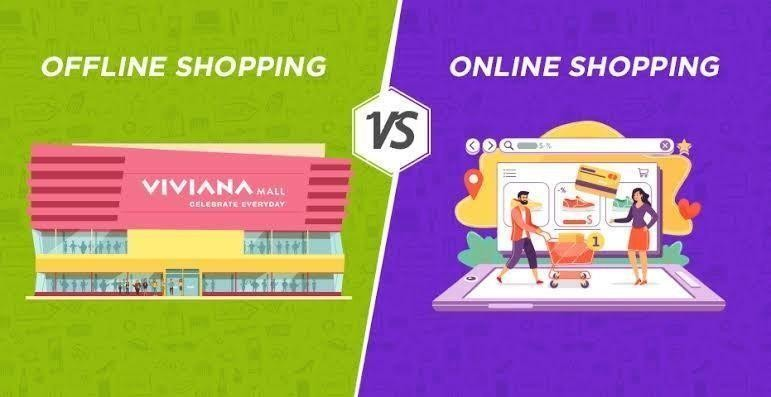 OFFLINE SHOPPING
VS
ONLINE SHOPPING
VIVIANA MALL
CELEBRATE EVERYDAY
$-%
-%
$
1